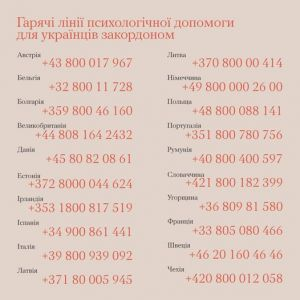 Гарячі лінії психологічної допомоги
для українців закордоном
Австрія
+43 800 017 967
Бельгія
+32 800 11 728
Болгарія
+359 800 46 160
Великобританія
+44 808 164 2432
Данія
+45 80 82 08 61
Естонія
+372 8000 044 624
Ірландія
+353 1800 817 519
Іспанія
+34 900 861 441
Італія
+39 800 939 092
Латвія
+371 80 005 945
Литва
+370 800 00 414
Німеччина
+49 800 000 26 00
Польща
+48 800 088 141
Португалія
+351 800 780 756
Румунія
+40 800 400 597
Словаччина
+421 800 182 399
Угорщина
+36 809 81 580
Франція
+33 805 080 466
Швеція
+46 20 160 46 46
Чехія
+420 800 012 058